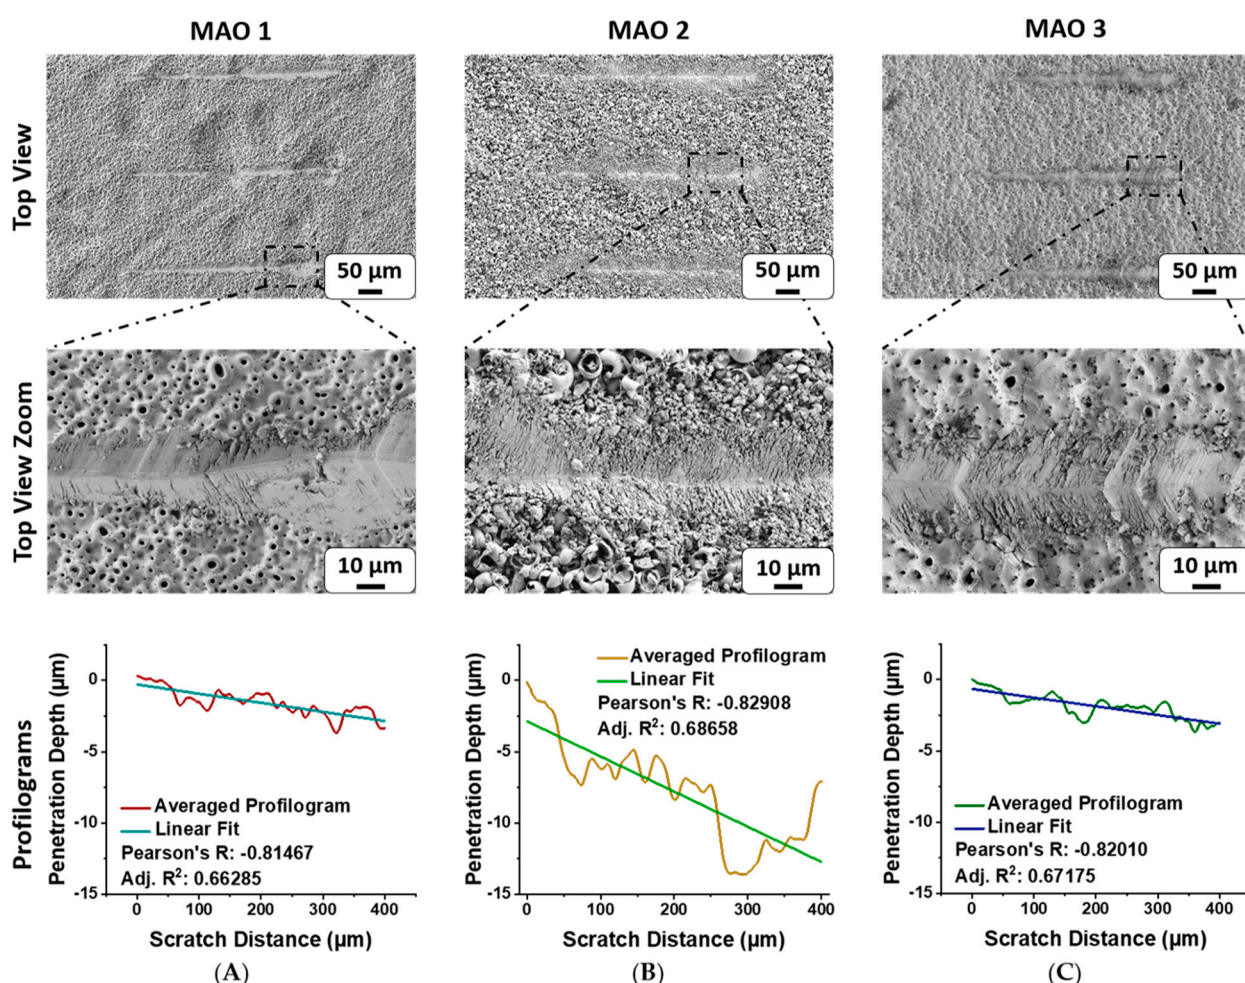 MAO 1
MAO 2
MAO 3
Top View
50 µm
50 µm
50 µm
Top View Zoom
10 µm
10 µm
10 µm
Profilograms
Penetration Depth (µm)
0
-5
-10
-15
Averaged Profilogram
Linear Fit
Pearson's R: -0.81467
Adj. R²: 0.66285
0 100 200 300 400
Scratch Distance (µm)
(A)
Penetration Depth (µm)
0
-5
-10
-15
Averaged Profilogram
Linear Fit
Pearson's R: -0.82908
Adj. R²: 0.68658
0 100 200 300 400
Scratch Distance (µm)
(B)
Penetration Depth (µm)
0
-5
-10
-15
Averaged Profilogram
Linear Fit
Pearson's R: -0.82010
Adj. R²: 0.67175
0 100 200 300 400
Scratch Distance (µm)
(C)